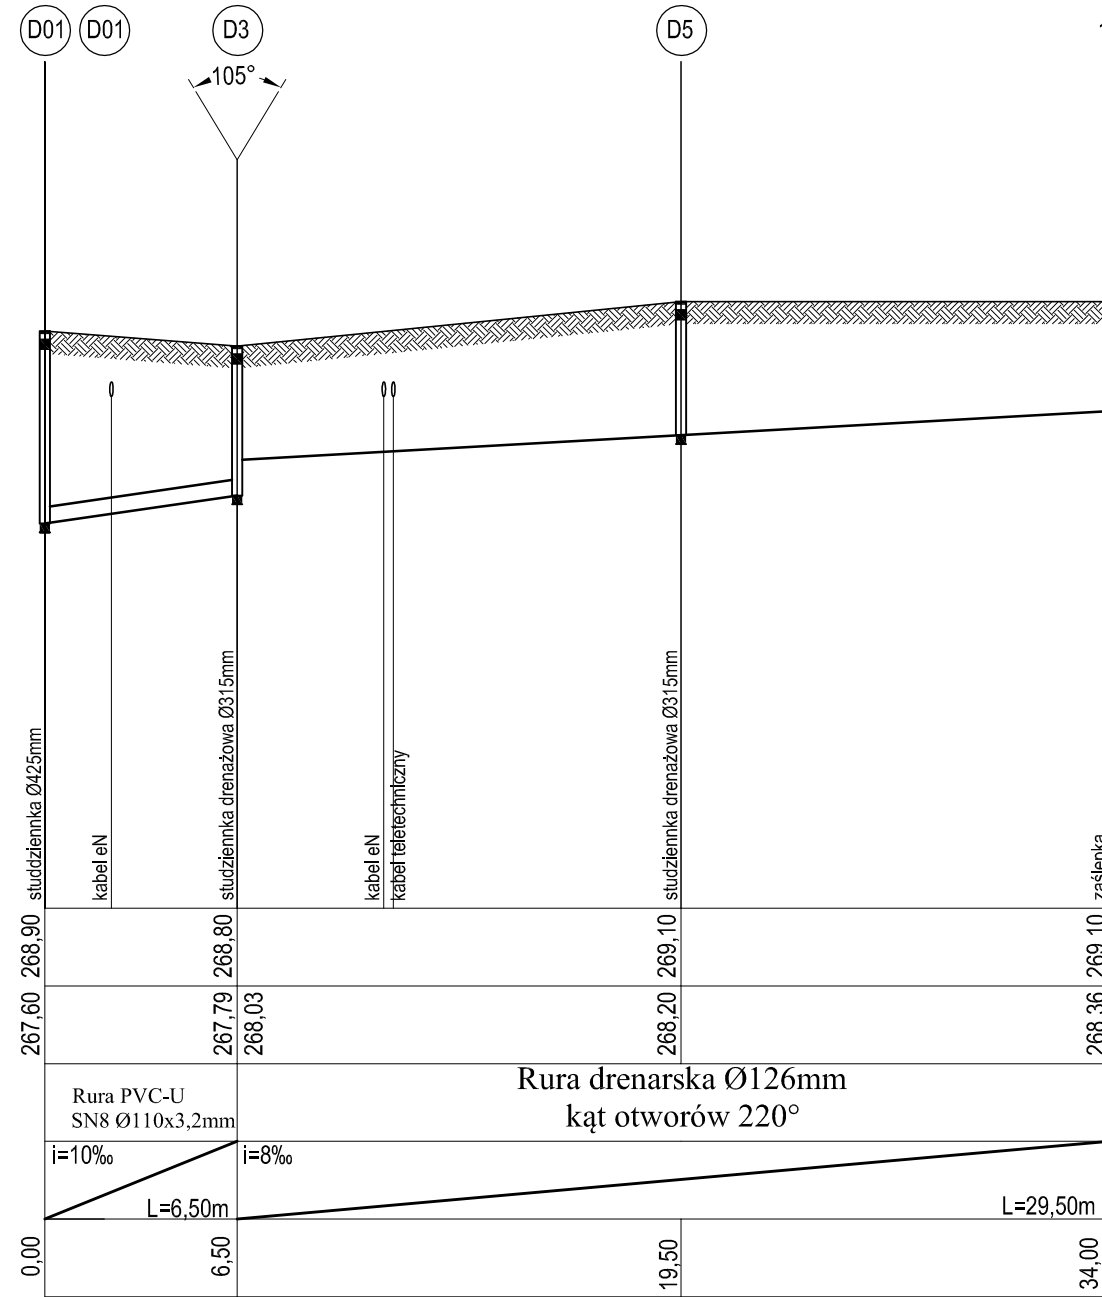 D01 D01 D3 D5
105°
studdziennka Ø425mm
kabel eN
studziennka drenażowa Ø315mm
kabel eN
kabel teletechniczny
studziennka drenażowa Ø315mm
zaślepka
268,90 268,80 269,10 269,10
267,60 267,79 268,03 268,20 268,36
Rura PVC-U
SN8 Ø110x3,2mm
Rura drenarska Ø126mm
kąt otworów 220°
i=10‰ i=8‰
L=6,50m L=29,50m
0,00 6,50 19,50 34,00